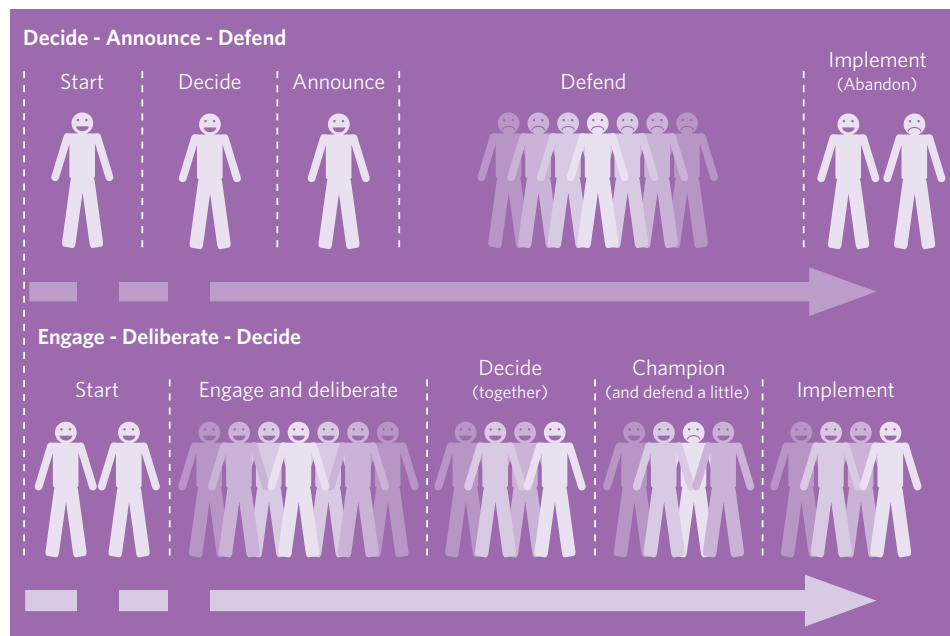 Decide - Announce - Defend
Start
Decide
Announce
Defend
Implement
(Abandon)
Engage - Deliberate - Decide
Start
Engage and deliberate
Decide
(together)
Champion
(and defend a little)
Implement